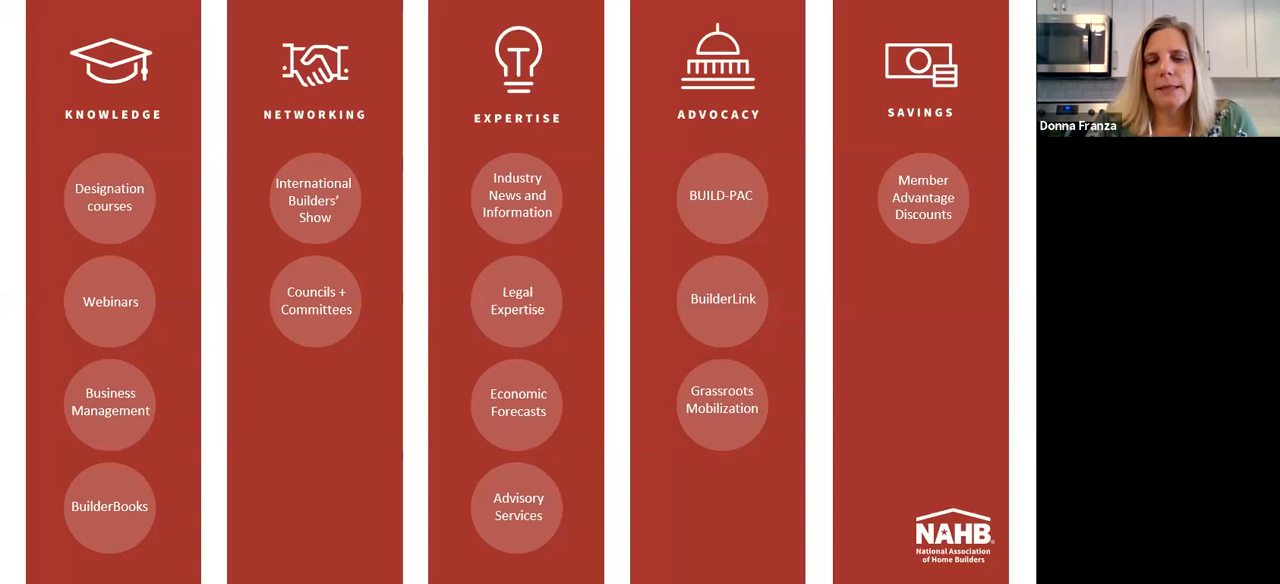 KNOWLEDGE
Designation
courses
Webinars
Business
Management
BuilderBooks
NETWORKING
International
Builders'
Show
Councils +
Committees
EXPERTISE
Industry
News and
Information
Legal
Expertise
Economic
Forecasts
Advisory
Services
ADVOCACY
BUILD-PAC
BuilderLink
Grassroots
Mobilization
SAVINGS
Member
Advantage
Discounts
NAHB®
National Association
of Home Builders
Donna Franza